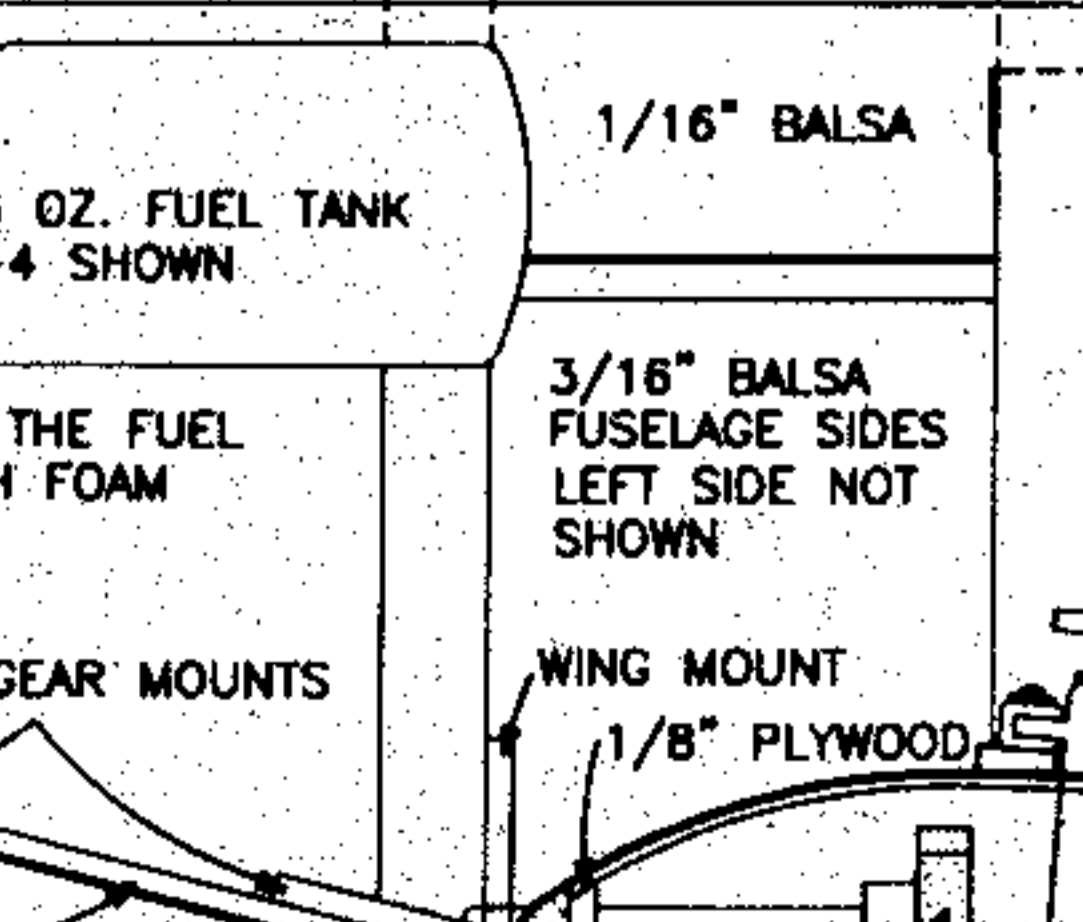 1/16" BALSA
OZ. FUEL TANK
4 SHOWN
3/16" BALSA
FUSELAGE SIDES
LEFT SIDE NOT
SHOWN
THE FUEL
FOAM
GEAR MOUNTS
WING MOUNT
1/8" PLYWOOD